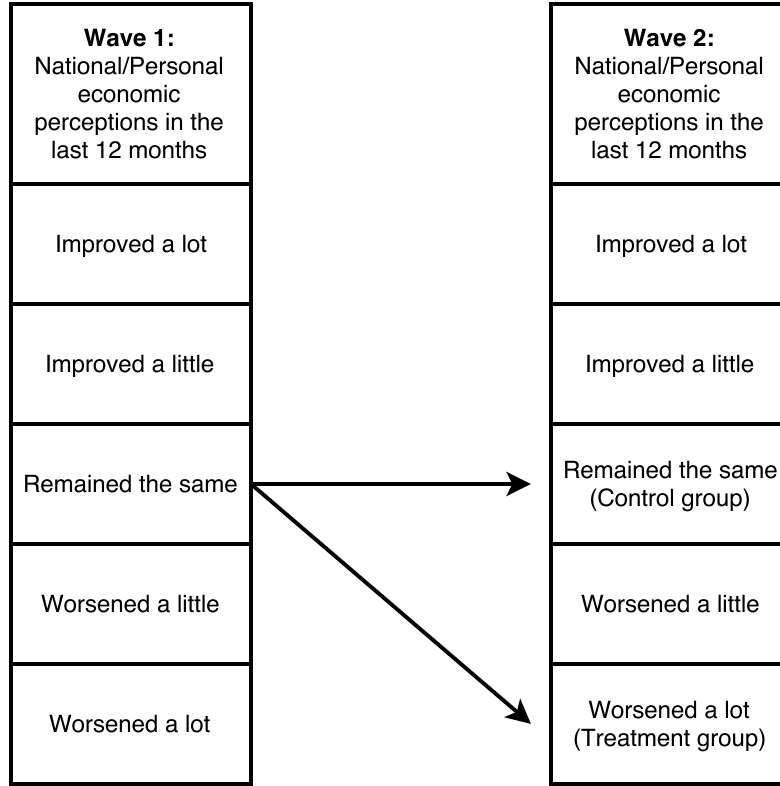 Wave 1:
National/Personal
economic
perceptions in the
last 12 months
Improved a lot
Improved a little
Remained the same
Worsened a little
Worsened a lot
Wave 2:
National/Personal
economic
perceptions in the
last 12 months
Improved a lot
Improved a little
Remained the same
(Control group)
Worsened a little
Worsened a lot
(Treatment group)